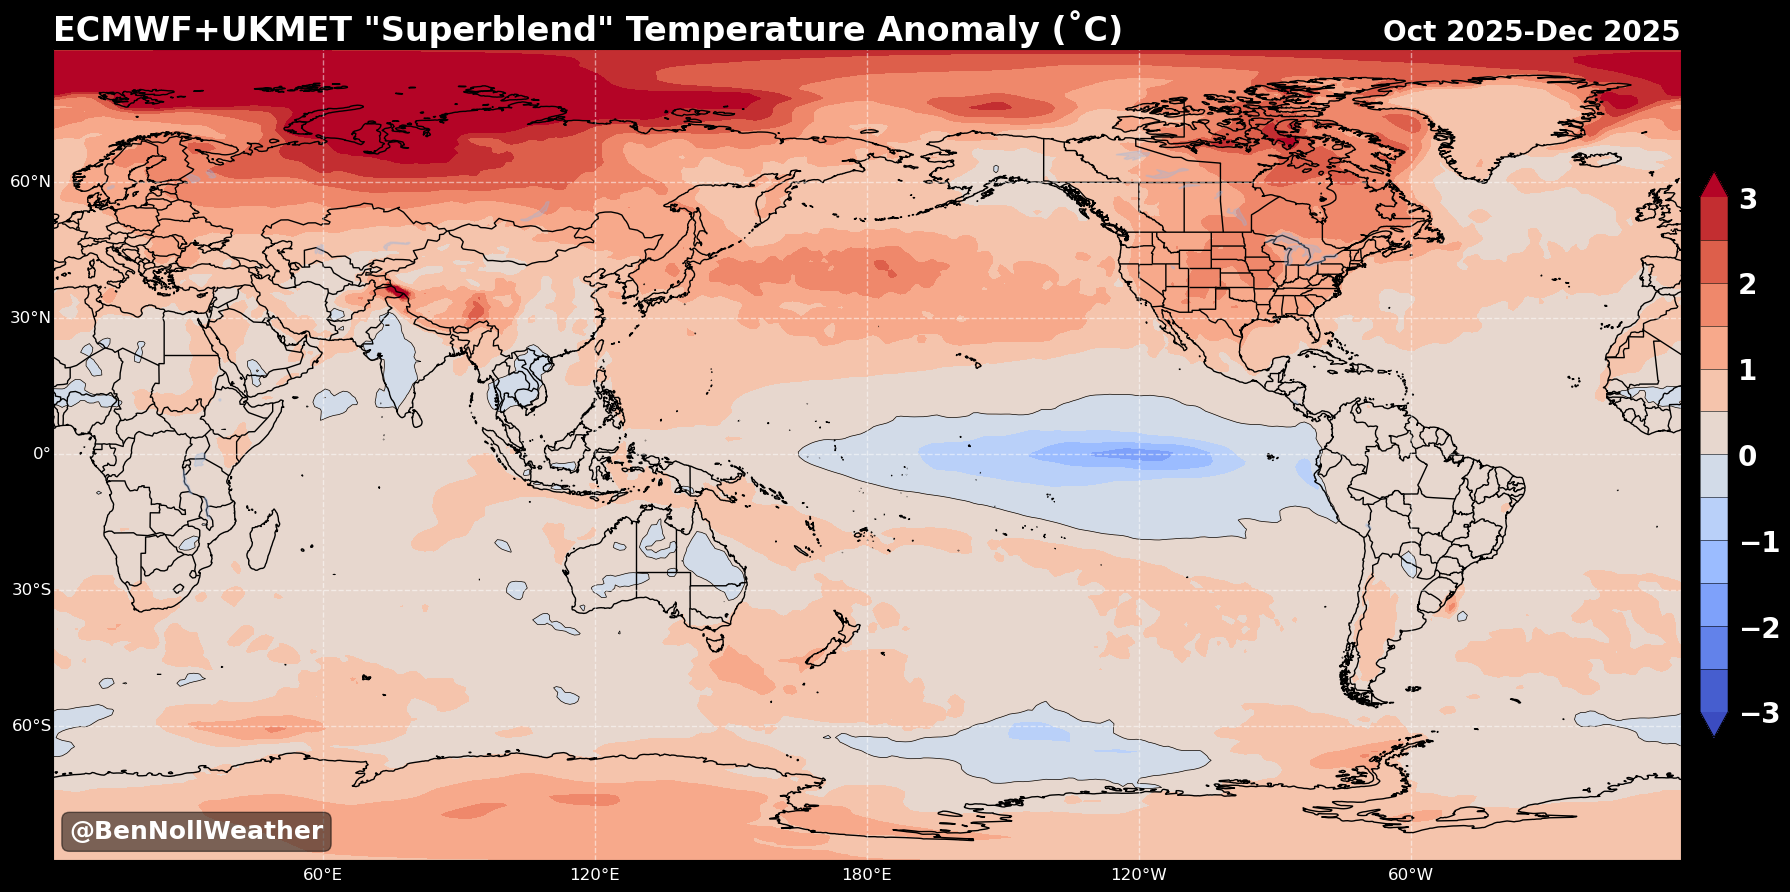 ECMWF+UKMET "Superblend" Temperature Anomaly (˚C)
Oct 2025-Dec 2025
60°N
30°N
0°
30°S
60°S
60°E
120°E
180°E
120°W
60°W
3
2
1
0
−1
−2
−3
@BenNollWeather